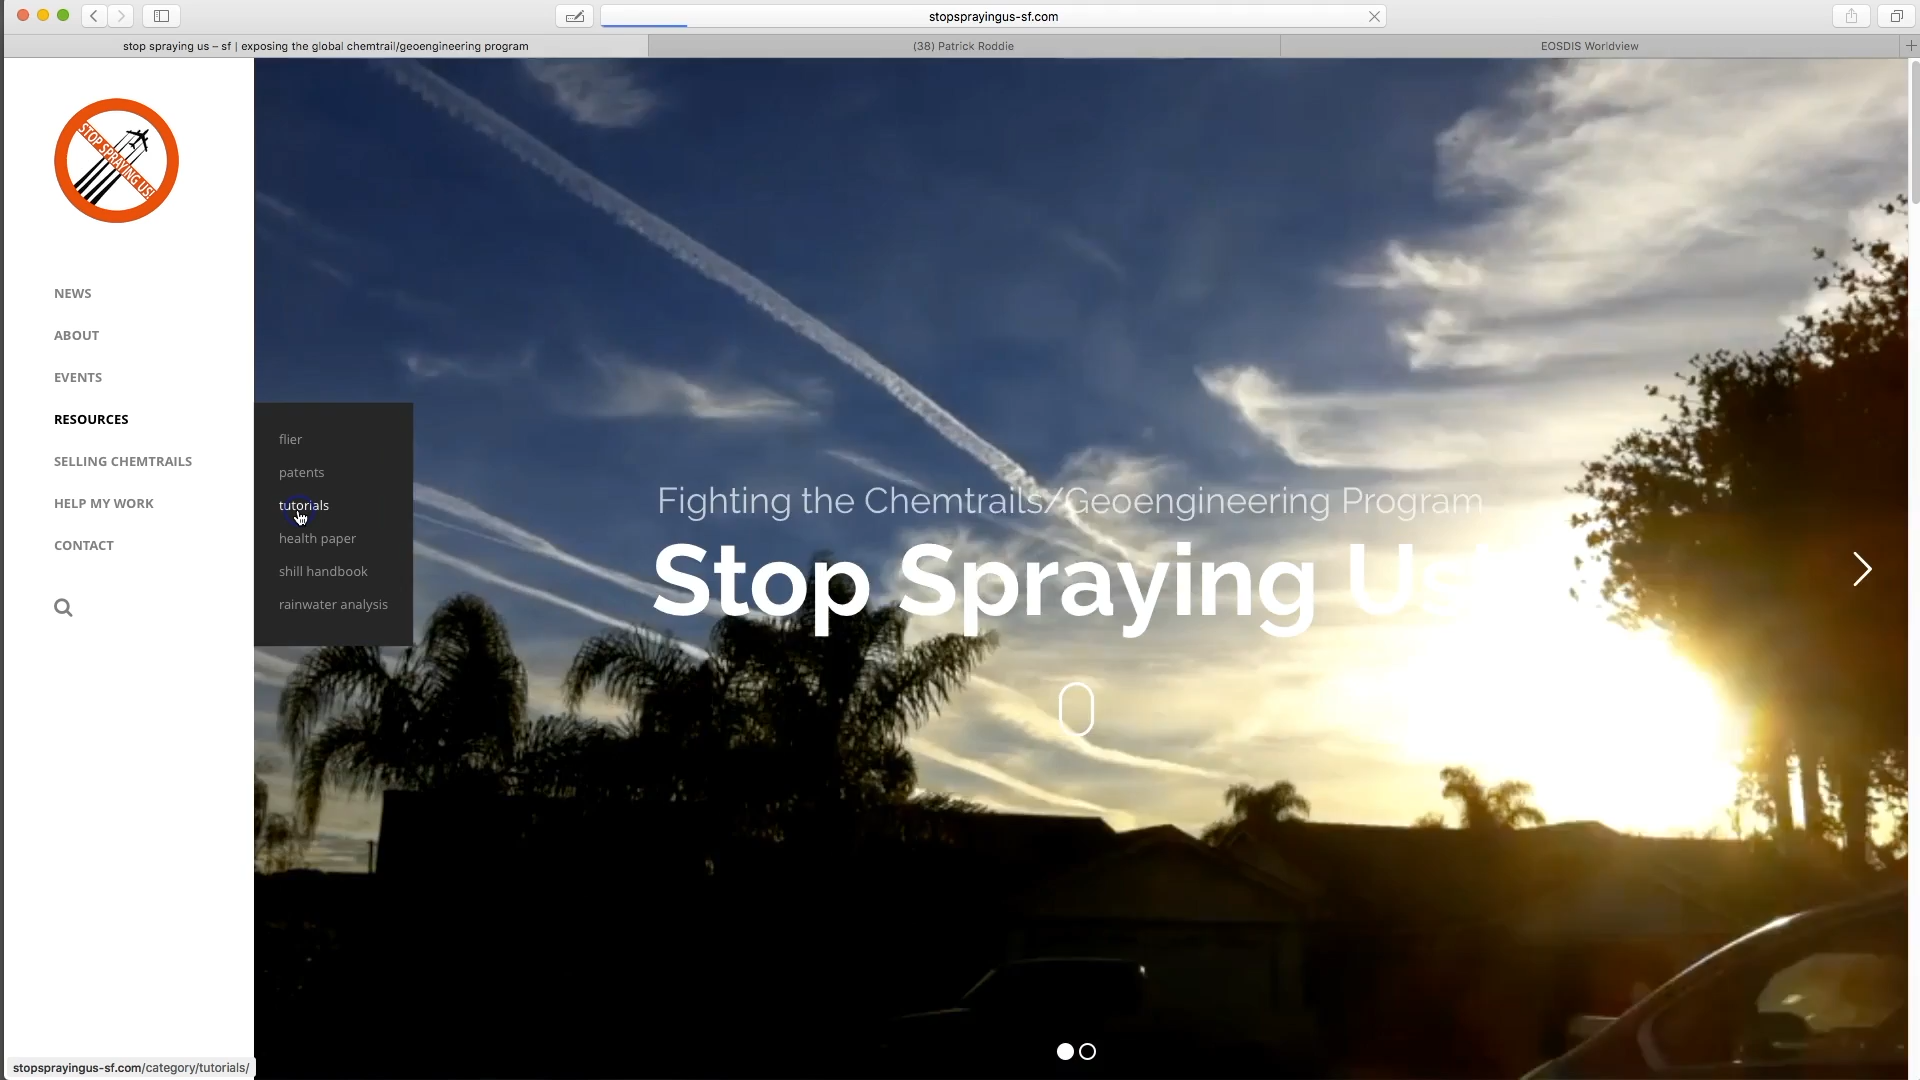 stopsprayingus-sf.com
stop spraying us – sf | exposing the global chemtrail/geoengineering program
(38) Patrick Roddie
EOSDIS Worldview
STOP SPRAYING US!
NEWS
ABOUT
EVENTS
RESOURCES
SELLING CHEMTRAILS
HELP MY WORK
CONTACT
flier
patents
tutorials
health paper
shill handbook
rainwater analysis
Fighting the Chemtrails/Geoengineering Program
Stop Spraying Us!
stopsprayingus-sf.com/category/tutorials/